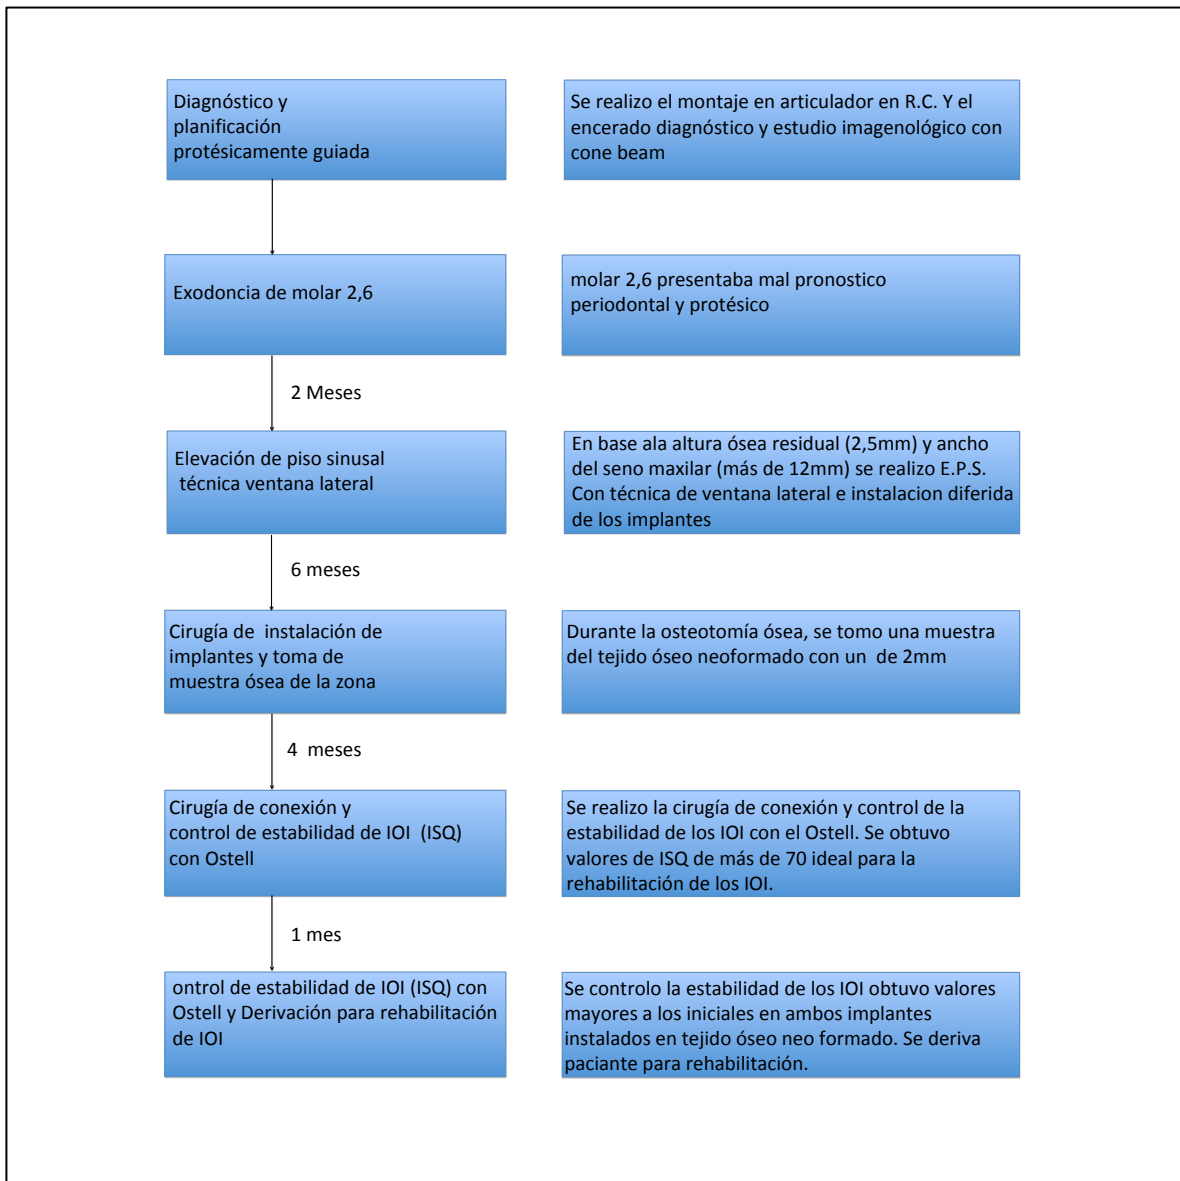 Diagnóstico y
planificación
protésicamente guiada
Se realizo el montaje en articulador en R.C. Y el
encerado diagnóstico y estudio imagenológico con
cone beam
Exodoncia de molar 2,6
molar 2,6 presentaba mal pronostico
periodontal y protésico
2 Meses
Elevación de piso sinusal
técnica ventana lateral
En base ala altura ósea residual (2,5mm) y ancho
del seno maxilar (más de 12mm) se realizo E.P.S.
Con técnica de ventana lateral e instalacion diferida
de los implantes
6 meses
Cirugía de instalación de
implantes y toma de
muestra ósea de la zona
Durante la osteotomía ósea, se tomo una muestra
del tejido óseo neoformado con un de 2mm
4 meses
Cirugía de conexión y
control de estabilidad de IOI (ISQ)
con Ostell
Se realizo la cirugía de conexión y control de la
estabilidad de los IOI con el Ostell. Se obtuvo
valores de ISQ de más de 70 ideal para la
rehabilitación de los IOI.
1 mes
ontrol de estabilidad de IOI (ISQ) con
Ostell y Derivación para rehabilitación
de IOI
Se controlo la estabilidad de los IOI obtuvo valores
mayores a los iniciales en ambos implantes
instalados en tejido óseo neo formado. Se deriva
paciante para rehabilitación.